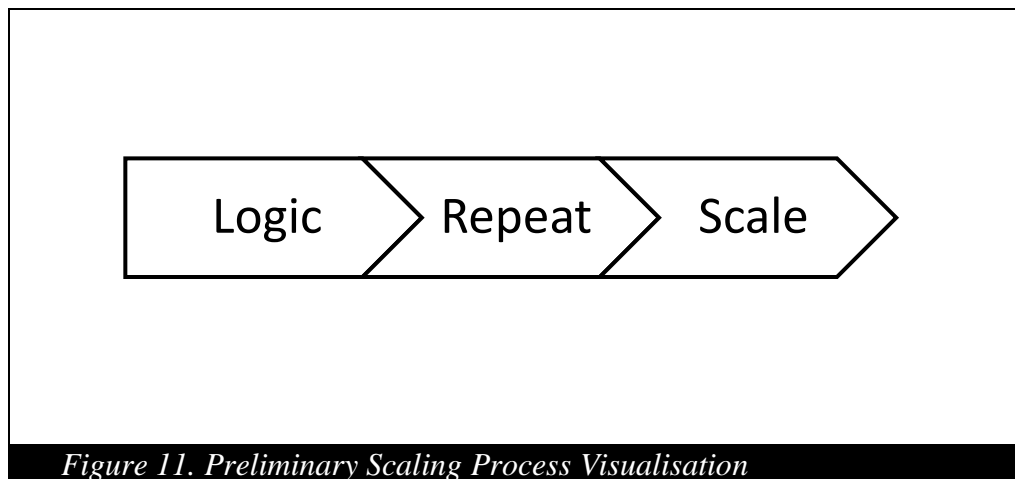 Logic Repeat Scale
Figure 11. Preliminary Scaling Process Visualisation